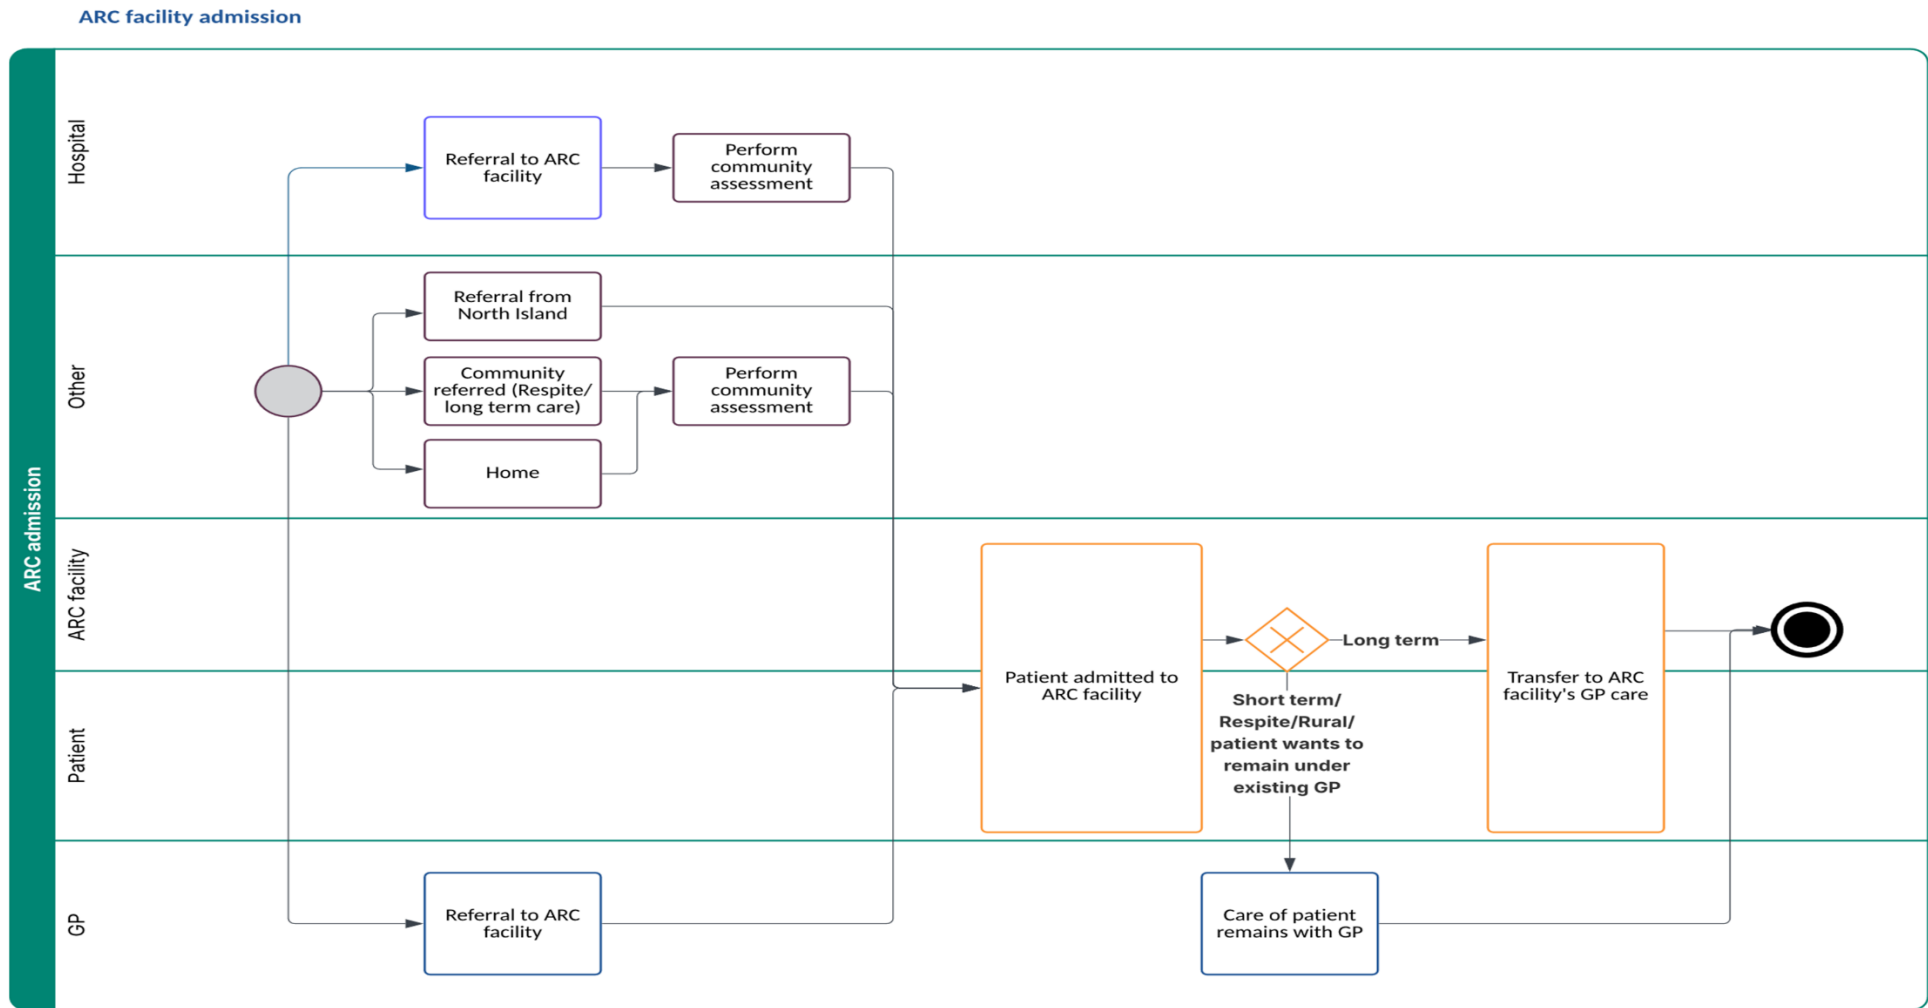 ARC facility admission
ARC admission
Hospital
Referral to ARC
facility
Perform
community
assessment
Other
Referral from
North Island
Community
referred (Respite/
long term care)
Perform
community
assessment
Home
ARC facility
Patient
Patient admitted to
ARC facility
Long term
Short term/
Respite/Rural/
patient wants to
remain under
existing GP
Transfer to ARC
facility's GP care
GP
Referral to ARC
facility
Care of patient
remains with GP